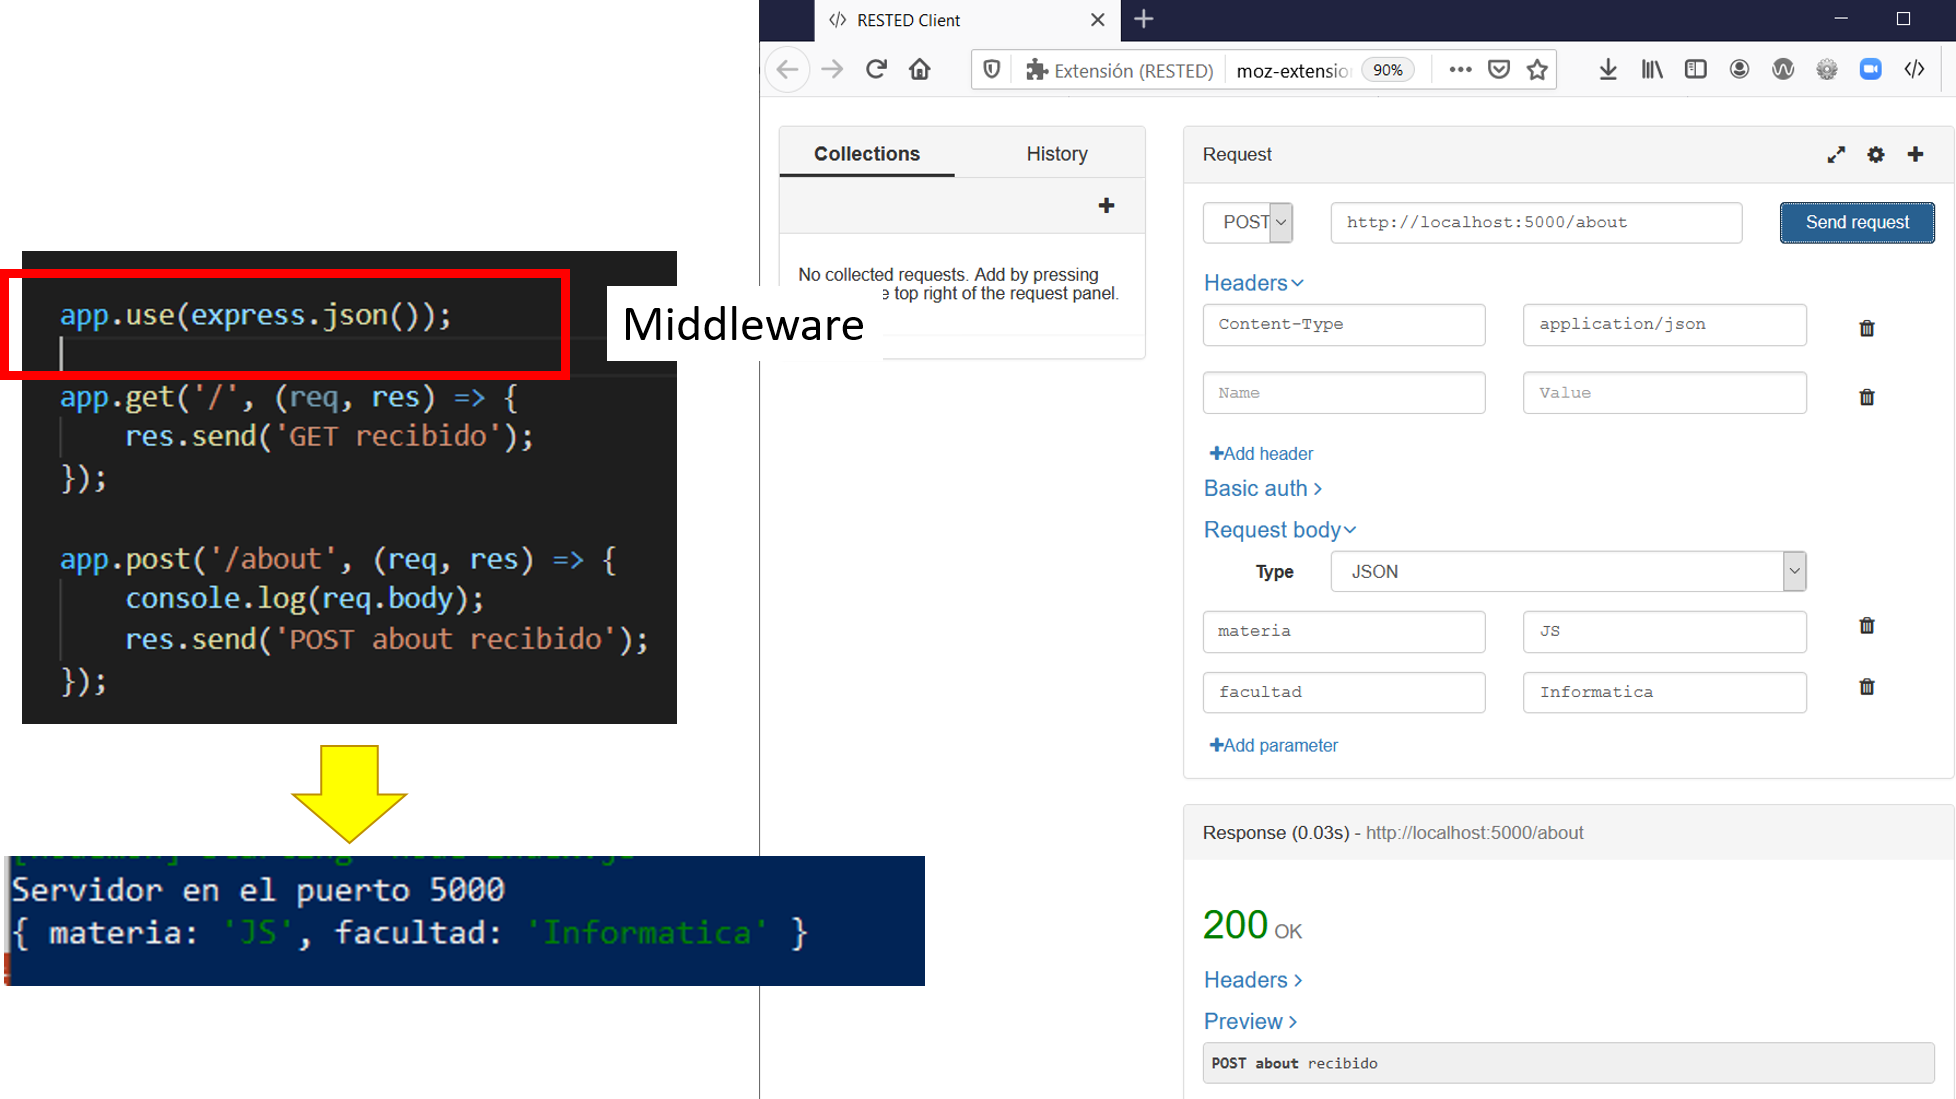 RESTED Client
Extensión (RESTED) moz-extensio 90%
Collections History
No collected requests. Add by pressing
e top right of the request panel.
Middleware
app.use(express.json());
app.get('/', (req, res) => {
res.send('GET recibido');
});
app.post('/about', (req, res) => {
console.log(req.body);
res.send('POST about recibido');
});
Servidor en el puerto 5000
{ materia: 'JS', facultad: 'Informatica' }
Request
POST http://localhost:5000/about Send request
Headers
Content-Type application/json
Name Value
Add header
Basic auth
Request body
Type JSON
materia JS
facultad Informatica
Add parameter
Response (0.03s) - http://localhost:5000/about
200 OK
Headers
Preview
POST about recibido